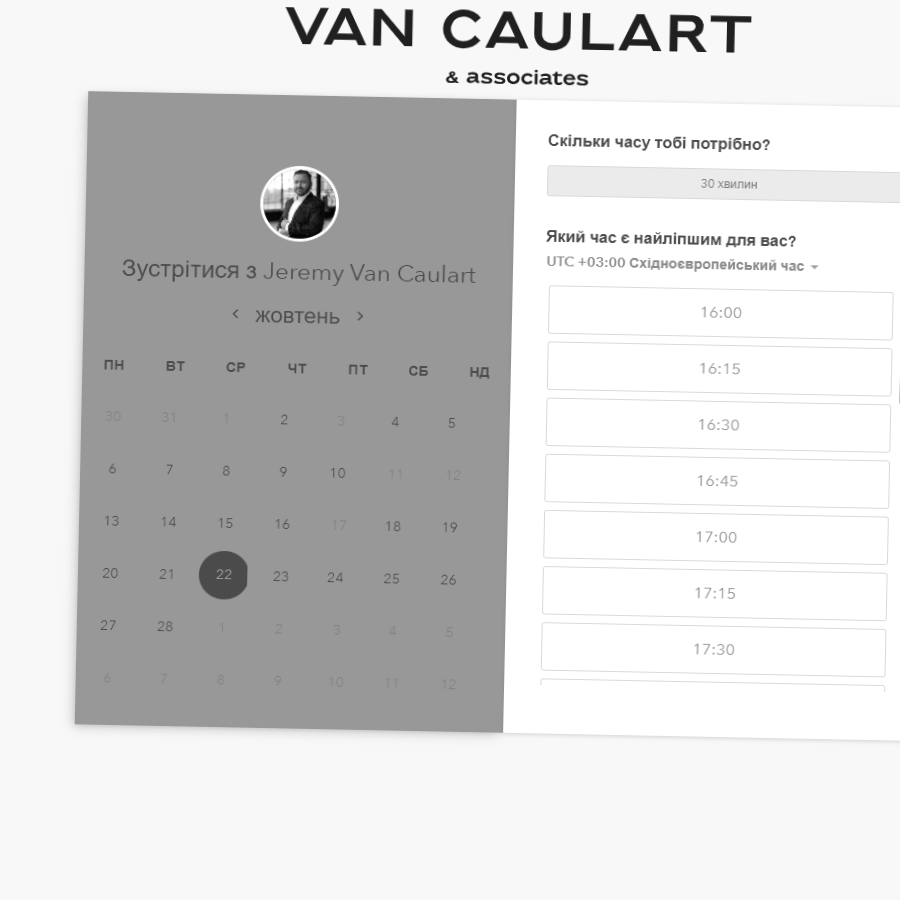 VAN CAULART
& associates
Зустрітися з Jeremy Van Caulart
жовтень
ПН ВТ СР ЧТ ПТ СБ НД
30 31 1 2 3 4 5
6 7 8 9 10 11 12
13 14 15 16 17 18 19
20 21 22 23 24 25 26
27 28 1 2 3 4 5
6 7 8 9 10 11 12
Скільки часу тобі потрібно?
30 хвилин
Який час є найліпшим для вас?
UTC +03:00 Східноєвропейський час
16:00
16:15
16:30
16:45
17:00
17:15
17:30